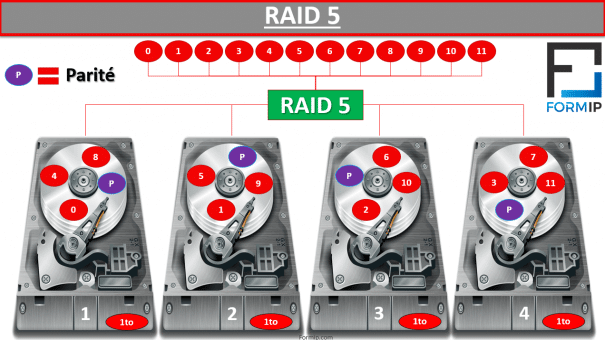 RAID 5
0 1 2 3 4 5 6 7 8 9 10 11
P = Parité
FORMIP
RAID 5
8
4 P
0
1 1to
P
5 9
1
2 1to
6
P 10
2
3 1to
7
3 11
P
4 1to
Formip.com